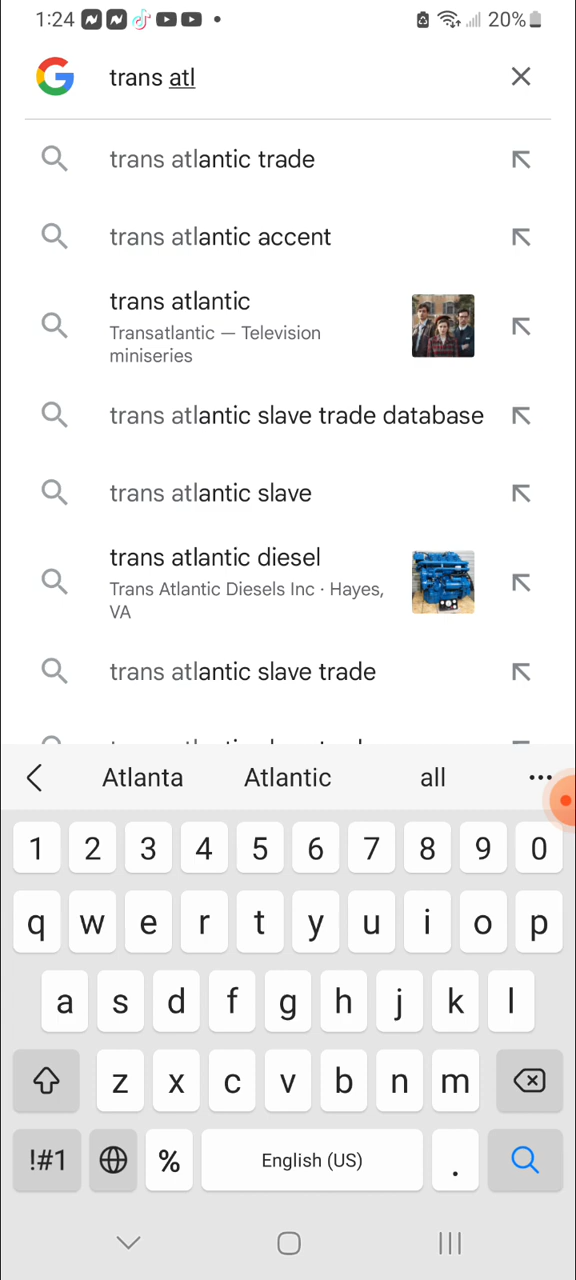 1:24 20%
trans atl
trans atlantic trade
trans atlantic accent
trans atlantic
Transatlantic — Television
miniseries
trans atlantic slave trade database
trans atlantic slave
trans atlantic diesel
Trans Atlantic Diesels Inc · Hayes,
VA
trans atlantic slave trade
Atlanta Atlantic all ...
1 2 3 4 5 6 7 8 9 0
q w e r t y u i o p
a s d f g h j k l
z x c v b n m
!#1 % English (US) .